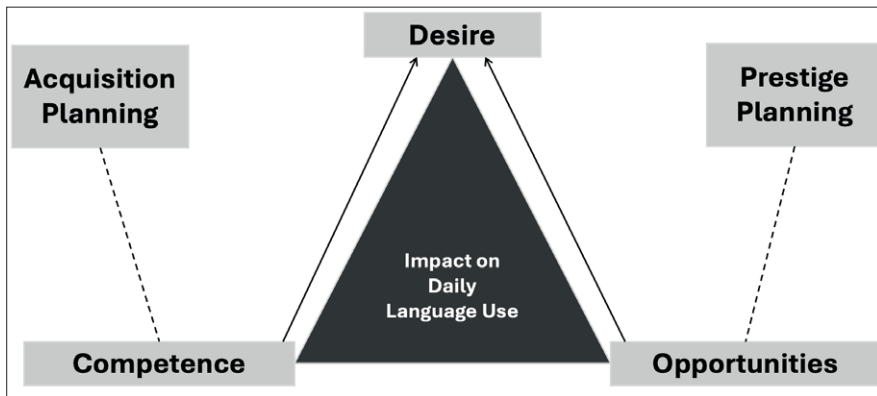 Desire
Acquisition
Planning
Prestige
Planning
Impact on
Daily
Language Use
Competence
Opportunities